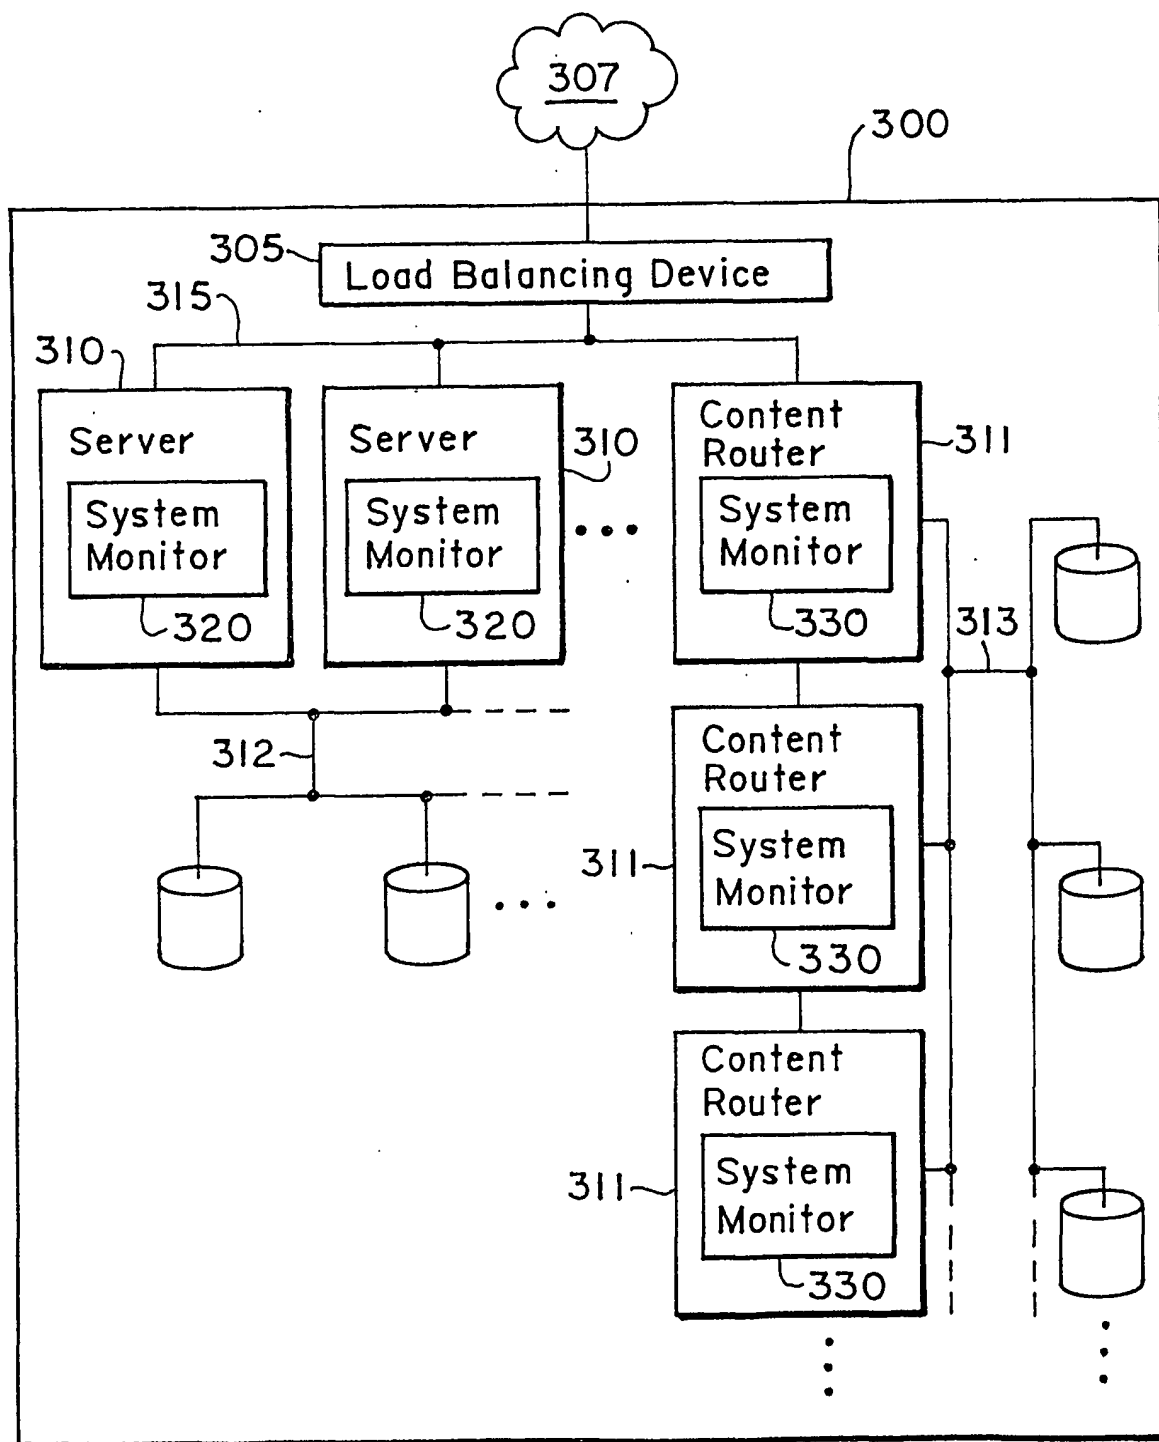 307
300
305
Load Balancing Device
315
310
Server
System
Monitor
320
Server
310
System
Monitor
320
Content
Router
311
System
Monitor
330
313
312
Content
Router
311
System
Monitor
330
Content
Router
311
System
Monitor
330